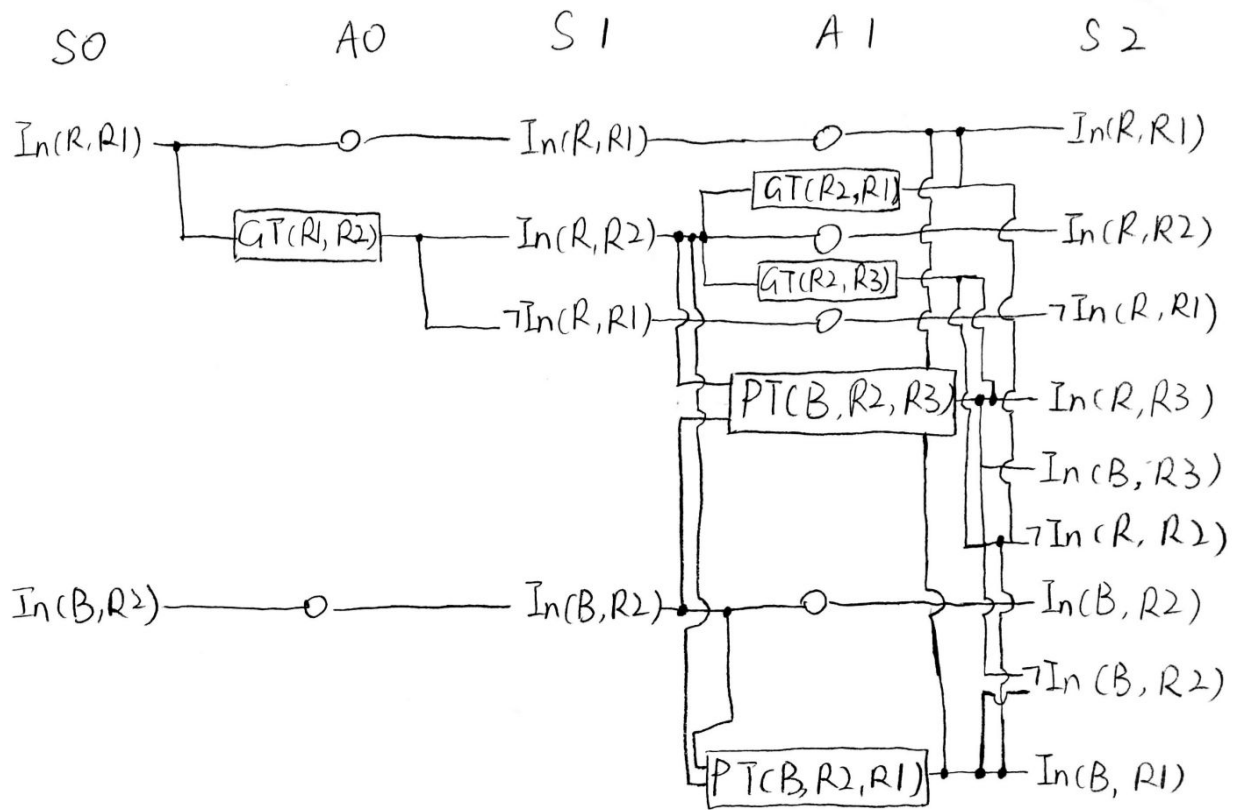 S0 A0 S1 A1 S2
In(R,R1) In(R,R1) In(R,R1)
GT(R2,R1)
GT(R1,R2) In(R,R2) In(R,R2)
GT(R2,R3)
¬In(R,R1) ¬In(R,R1)
PT(B,R2,R3) In(R,R3)
In(B,R3)
¬In(R,R2)
In(B,R2) In(B,R2) In(B,R2)
¬In(B,R2)
PT(B,R2,R1) In(B,R1)